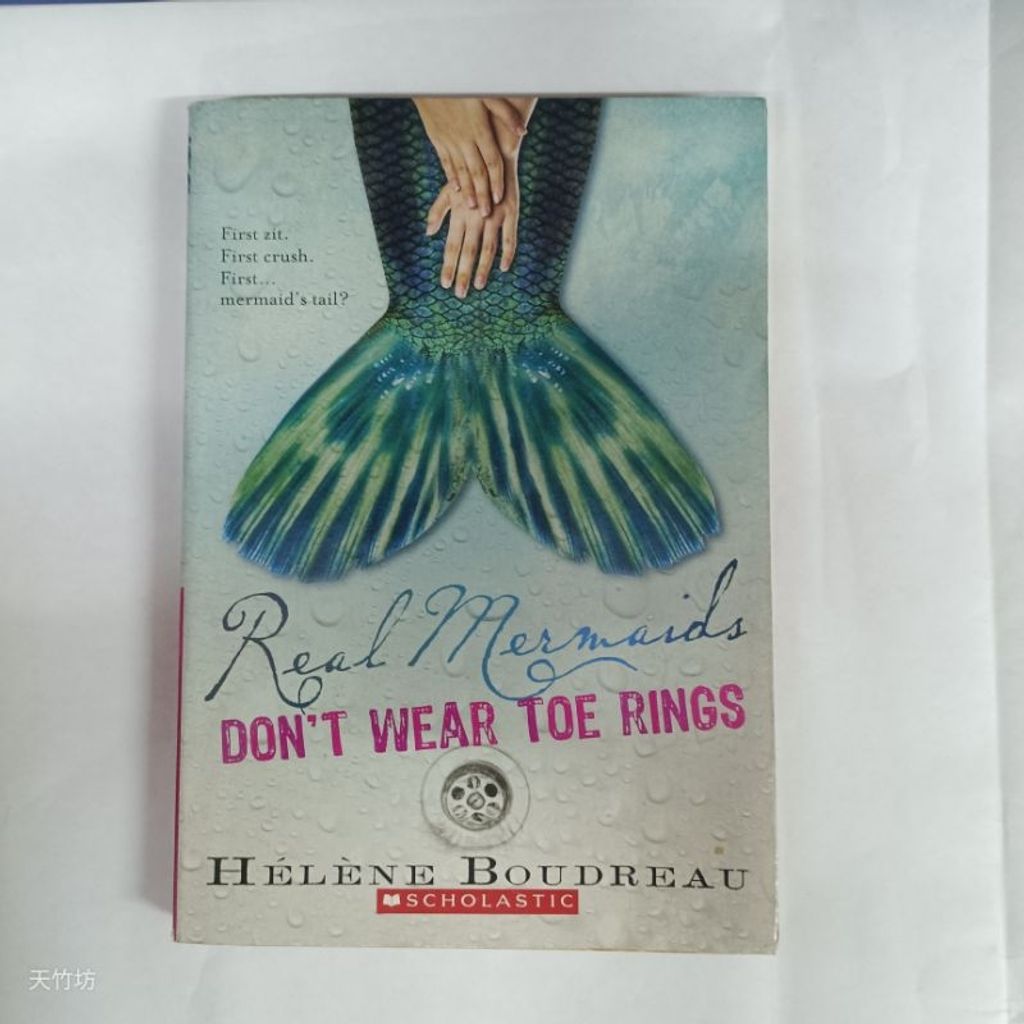 First zit.
First crush.
First...
mermaid's tail?
Real Mermaids
DON'T WEAR TOE RINGS
HÉLÈNE BOUDREAU
SCHOLASTIC
天竹坊